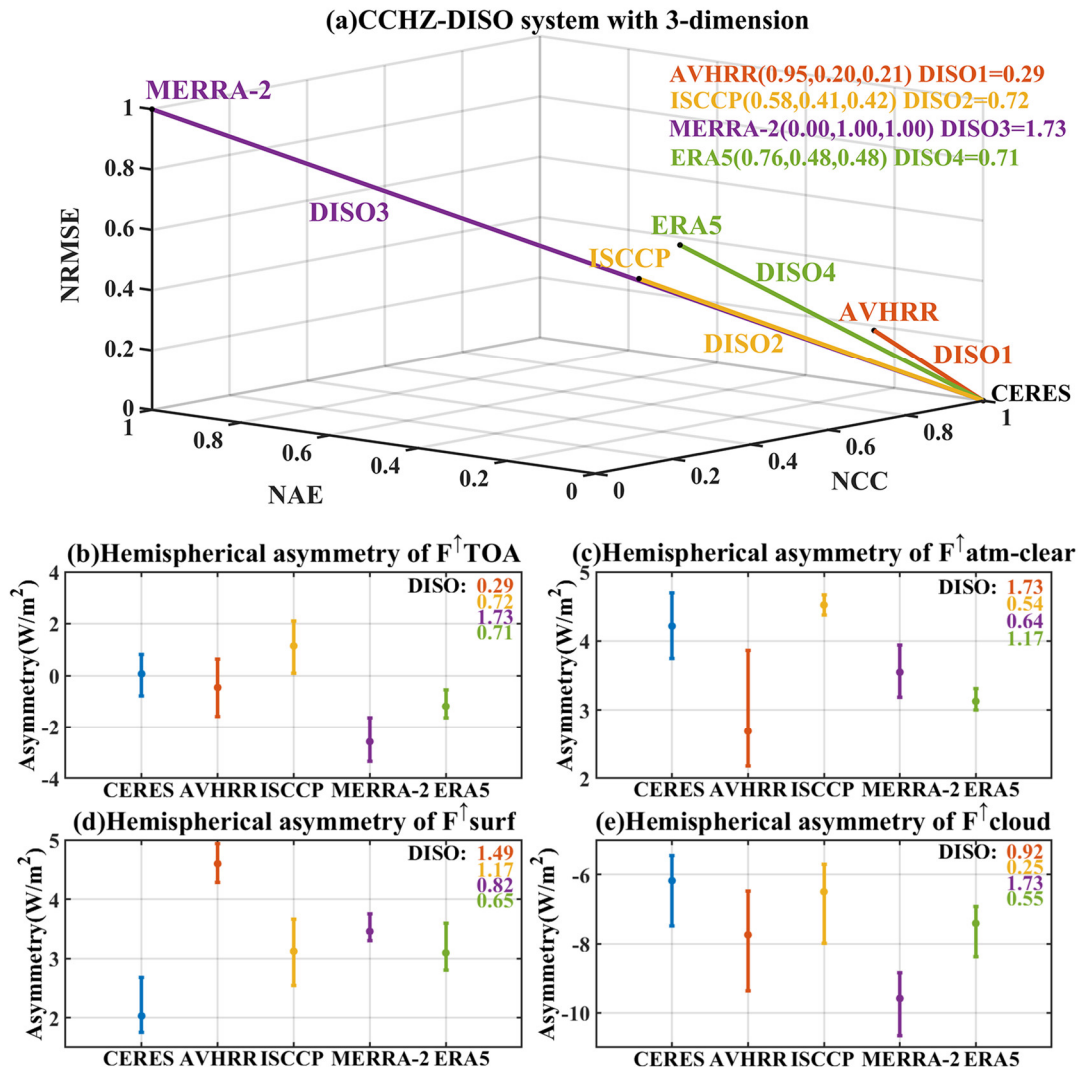 (a)CCHZ-DISO system with 3-dimension
AVHRR(0.95,0.20,0.21) DISO1=0.29
ISCCP(0.58,0.41,0.42) DISO2=0.72
MERRA-2(0.00,1.00,1.00) DISO3=1.73
ERA5(0.76,0.48,0.48) DISO4=0.71
MERRA-2
DISO3
ERA5
ISCCP
DISO4
AVHRR
DISO2
DISO1
CERES
NRMSE
1
0.8
0.6
0.4
0.2
0
1
0.8
0.6
0.4
0.2
0
NAE
0
0.2
0.4
0.6
0.8
1
NCC
(b)Hemispherical asymmetry of F↑TOA
Asymmetry(W/m²)
4
2
0
-2
-4
DISO: 0.29
0.72
1.73
0.71
CERES AVHRR ISCCP MERRA-2 ERA5
(c)Hemispherical asymmetry of F↑atm-clear
Asymmetry(W/m²)
5
4
3
2
DISO: 1.73
0.54
0.64
1.17
CERES AVHRR ISCCP MERRA-2 ERA5
(d)Hemispherical asymmetry of F↑surf
Asymmetry(W/m²)
5
4
3
2
DISO: 1.49
1.17
0.82
0.65
CERES AVHRR ISCCP MERRA-2 ERA5
(e)Hemispherical asymmetry of F↑cloud
Asymmetry(W/m²)
-6
-8
-10
DISO: 0.92
0.25
1.73
0.55
CERES AVHRR ISCCP MERRA-2 ERA5